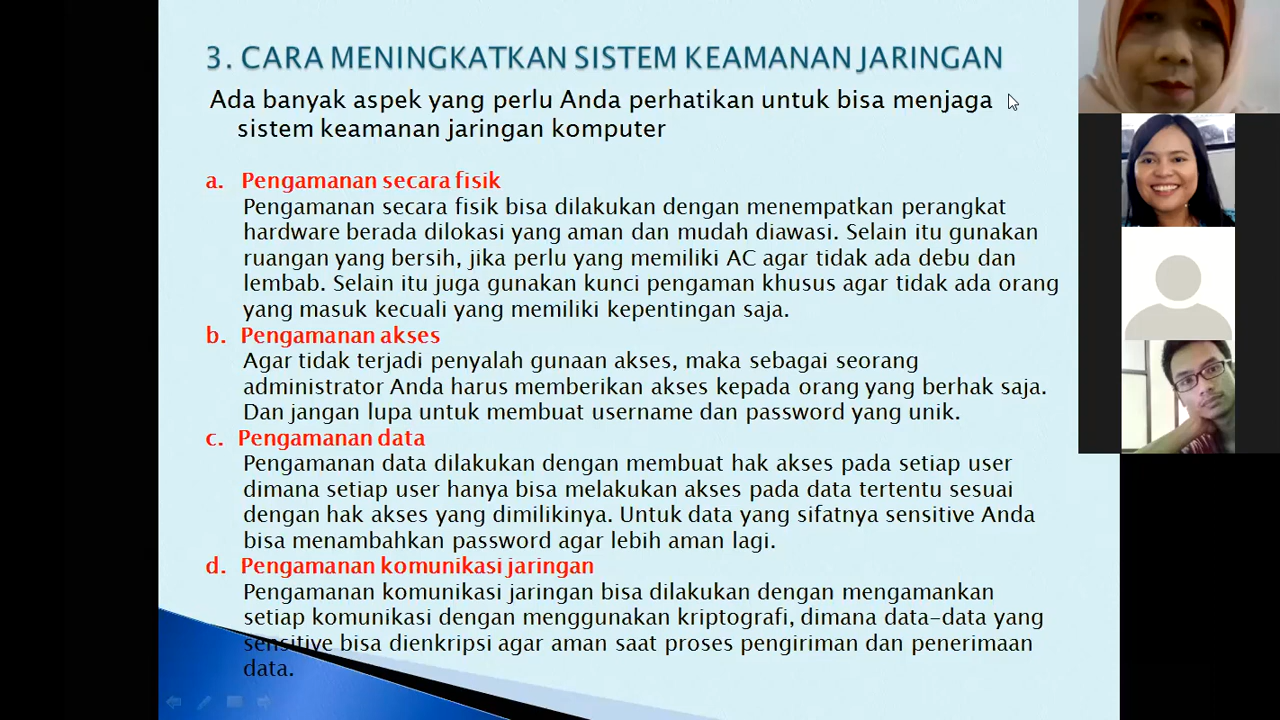 3. CARA MENINGKATKAN SISTEM KEAMANAN JARINGAN
Ada banyak aspek yang perlu Anda perhatikan untuk bisa menjaga
sistem keamanan jaringan komputer
a. Pengamanan secara fisik
Pengamanan secara fisik bisa dilakukan dengan menempatkan perangkat
hardware berada dilokasi yang aman dan mudah diawasi. Selain itu gunakan
ruangan yang bersih, jika perlu yang memiliki AC agar tidak ada debu dan
lembab. Selain itu juga gunakan kunci pengaman khusus agar tidak ada orang
yang masuk kecuali yang memiliki kepentingan saja.
b. Pengamanan akses
Agar tidak terjadi penyalah gunaan akses, maka sebagai seorang
administrator Anda harus memberikan akses kepada orang yang berhak saja.
Dan jangan lupa untuk membuat username dan password yang unik.
c. Pengamanan data
Pengamanan data dilakukan dengan membuat hak akses pada setiap user
dimana setiap user hanya bisa melakukan akses pada data tertentu sesuai
dengan hak akses yang dimilikinya. Untuk data yang sifatnya sensitive Anda
bisa menambahkan password agar lebih aman lagi.
d. Pengamanan komunikasi jaringan
Pengamanan komunikasi jaringan bisa dilakukan dengan mengamankan
setiap komunikasi dengan menggunakan kriptografi, dimana data-data yang
sensitive bisa dienkripsi agar aman saat proses pengiriman dan penerimaan
data.